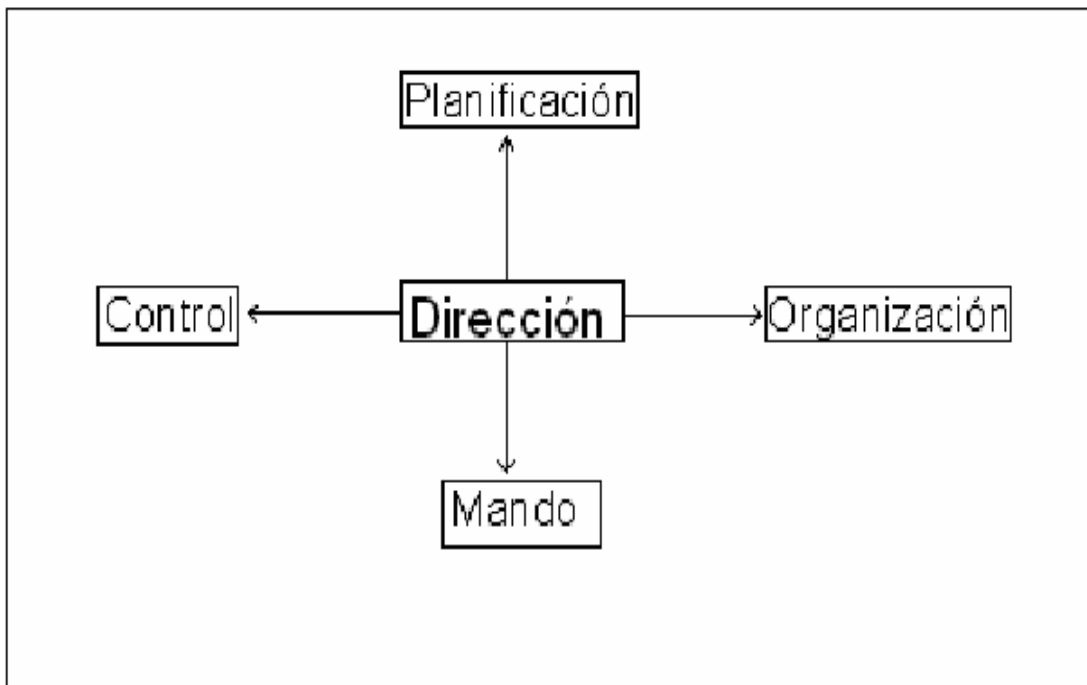 Planificación
Control
Dirección
Organización
Mando